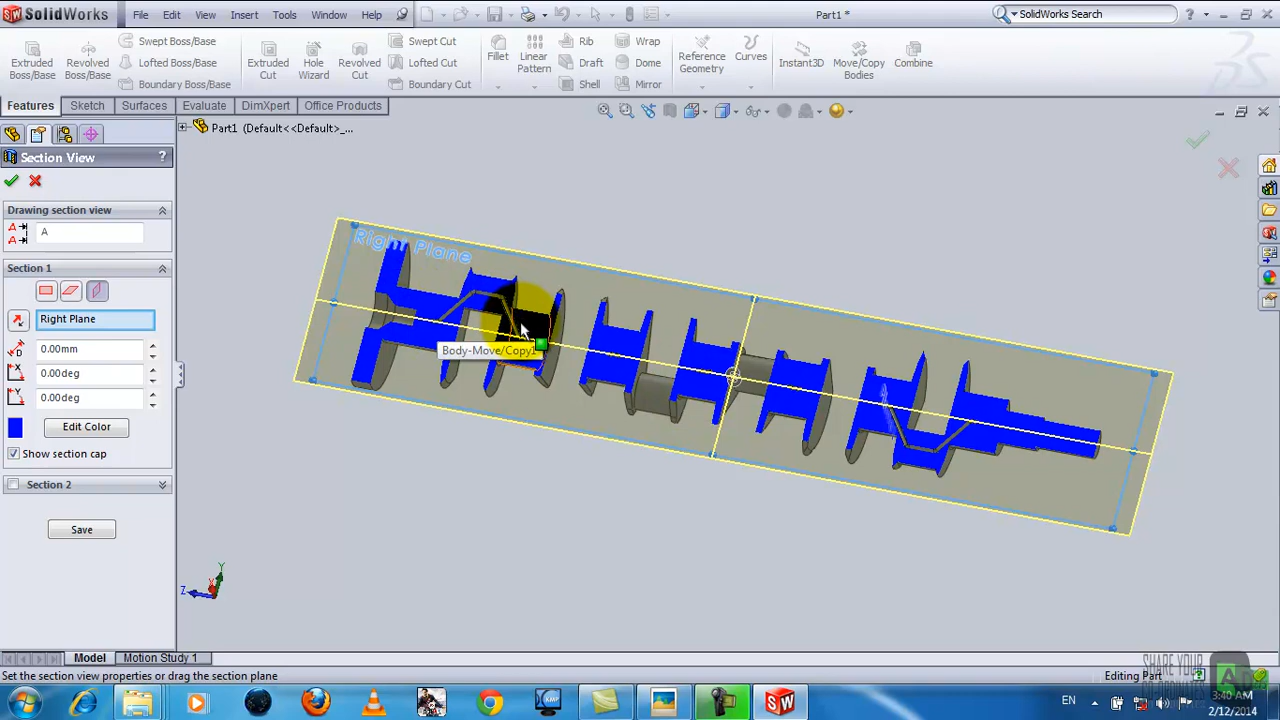 SW SolidWorks File Edit View Insert Tools Window Help Part1 * SolidWorks Search
Extruded Boss/Base
Revolved Boss/Base
Swept Boss/Base
Lofted Boss/Base
Boundary Boss/Base
Extruded Cut
Hole Wizard
Revolved Cut
Swept Cut
Lofted Cut
Boundary Cut
Fillet
Linear Pattern
Rib
Draft
Shell
Wrap
Dome
Mirror
Reference Geometry
Curves
Instant3D
Move/Copy Bodies
Combine
Features Sketch Surfaces Evaluate DimXpert Office Products
Part1 (Default<<Default>_...
Section View ?
Drawing section view
A
Section 1
Right Plane
0.00mm
0.00deg
0.00deg
Edit Color
Show section cap
Section 2
Save
Right Plane
Body-Move/Copy1
Y
X
Z
Model Motion Study 1
Set the section view properties or drag the section plane Editing Part
SHARE YOUR
EN
3:40 AM
2/12/2014